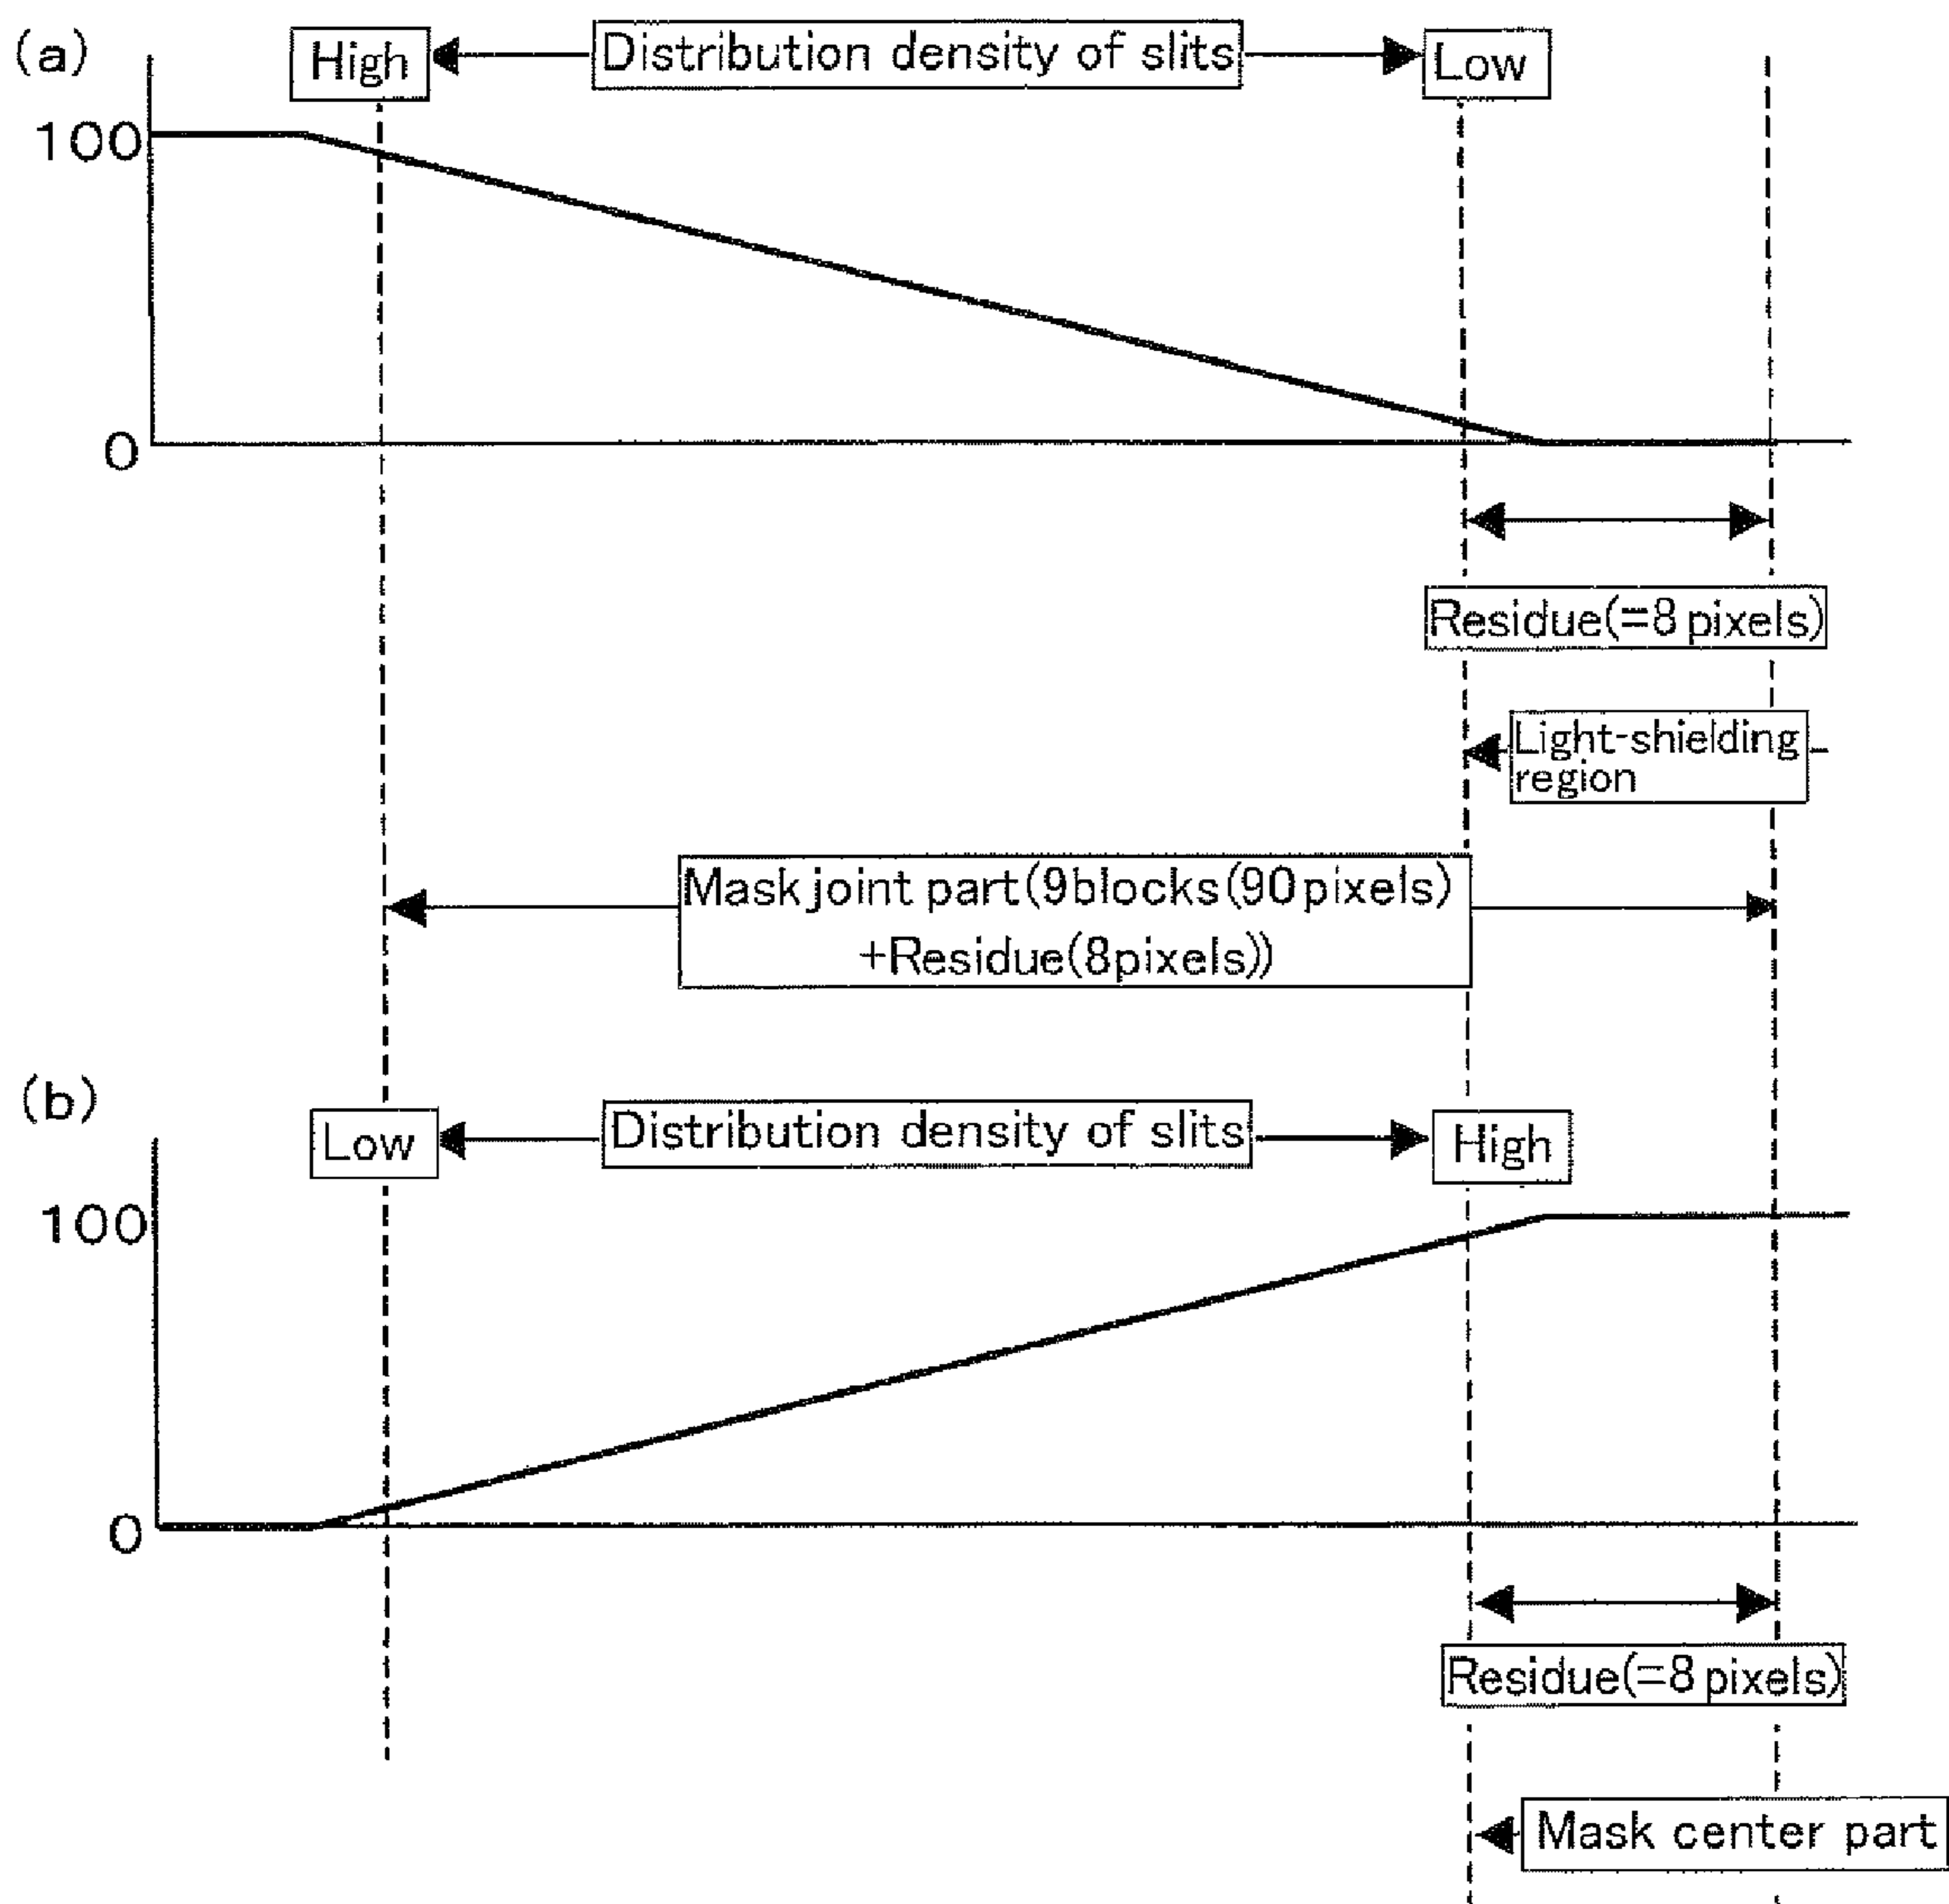 (a)
High
Distribution density of slits
Low
100
0
Residue(=8 pixels)
Light-shielding
region
Mask joint part(9blocks(90pixels)
+Residue(8pixels))
(b)
Low
Distribution density of slits
High
100
0
Residue(=8 pixels)
Mask center part